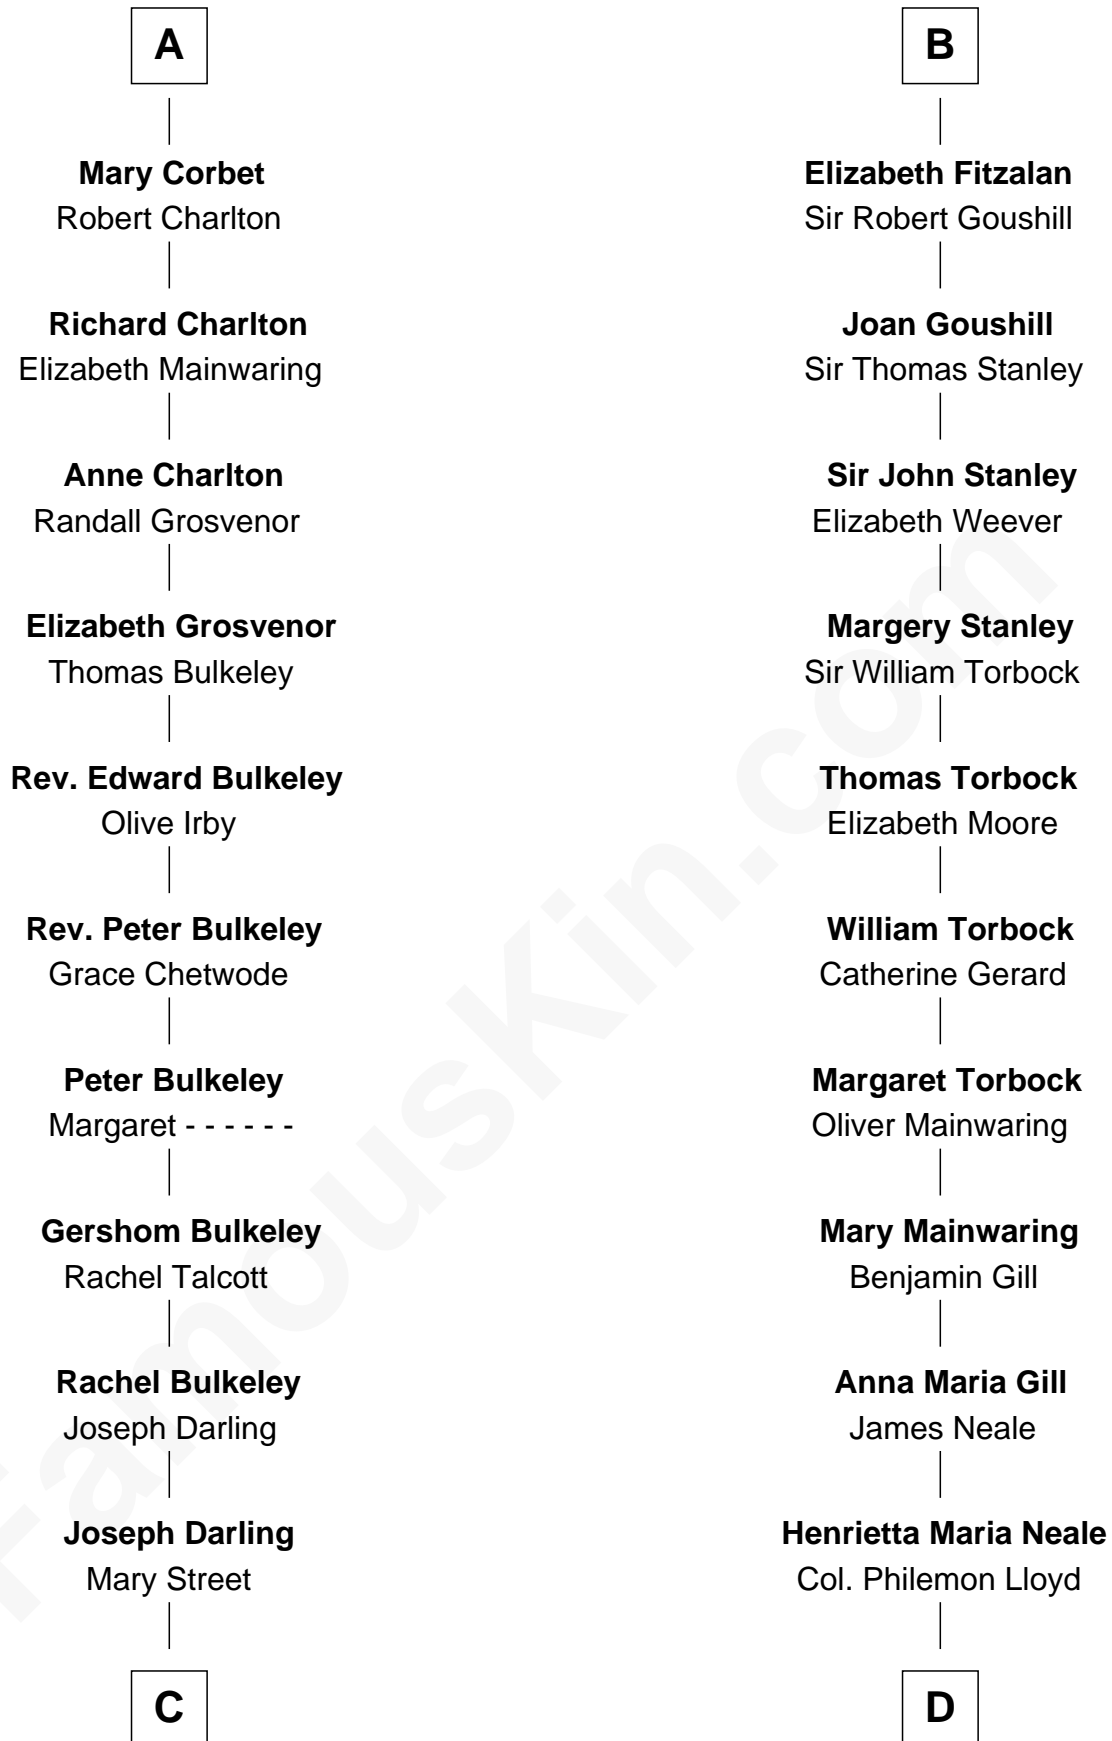 A
Mary Corbet
Robert Charlton
Richard Charlton
Elizabeth Mainwaring
Anne Charlton
Randall Grosvenor
Elizabeth Grosvenor
Thomas Bulkeley
Rev. Edward Bulkeley
Olive Irby
Rev. Peter Bulkeley
Grace Chetwode
Peter Bulkeley
Margaret - - - - - -
Gershom Bulkeley
Rachel Talcott
Rachel Bulkeley
Joseph Darling
Joseph Darling
Mary Street
C
B
Elizabeth Fitzalan
Sir Robert Goushill
Joan Goushill
Sir Thomas Stanley
Sir John Stanley
Elizabeth Weever
Margery Stanley
Sir William Torbock
Thomas Torbock
Elizabeth Moore
William Torbock
Catherine Gerard
Margaret Torbock
Oliver Mainwaring
Mary Mainwaring
Benjamin Gill
Anna Maria Gill
James Neale
Henrietta Maria Neale
Col. Philemon Lloyd
D
FamousKin.com